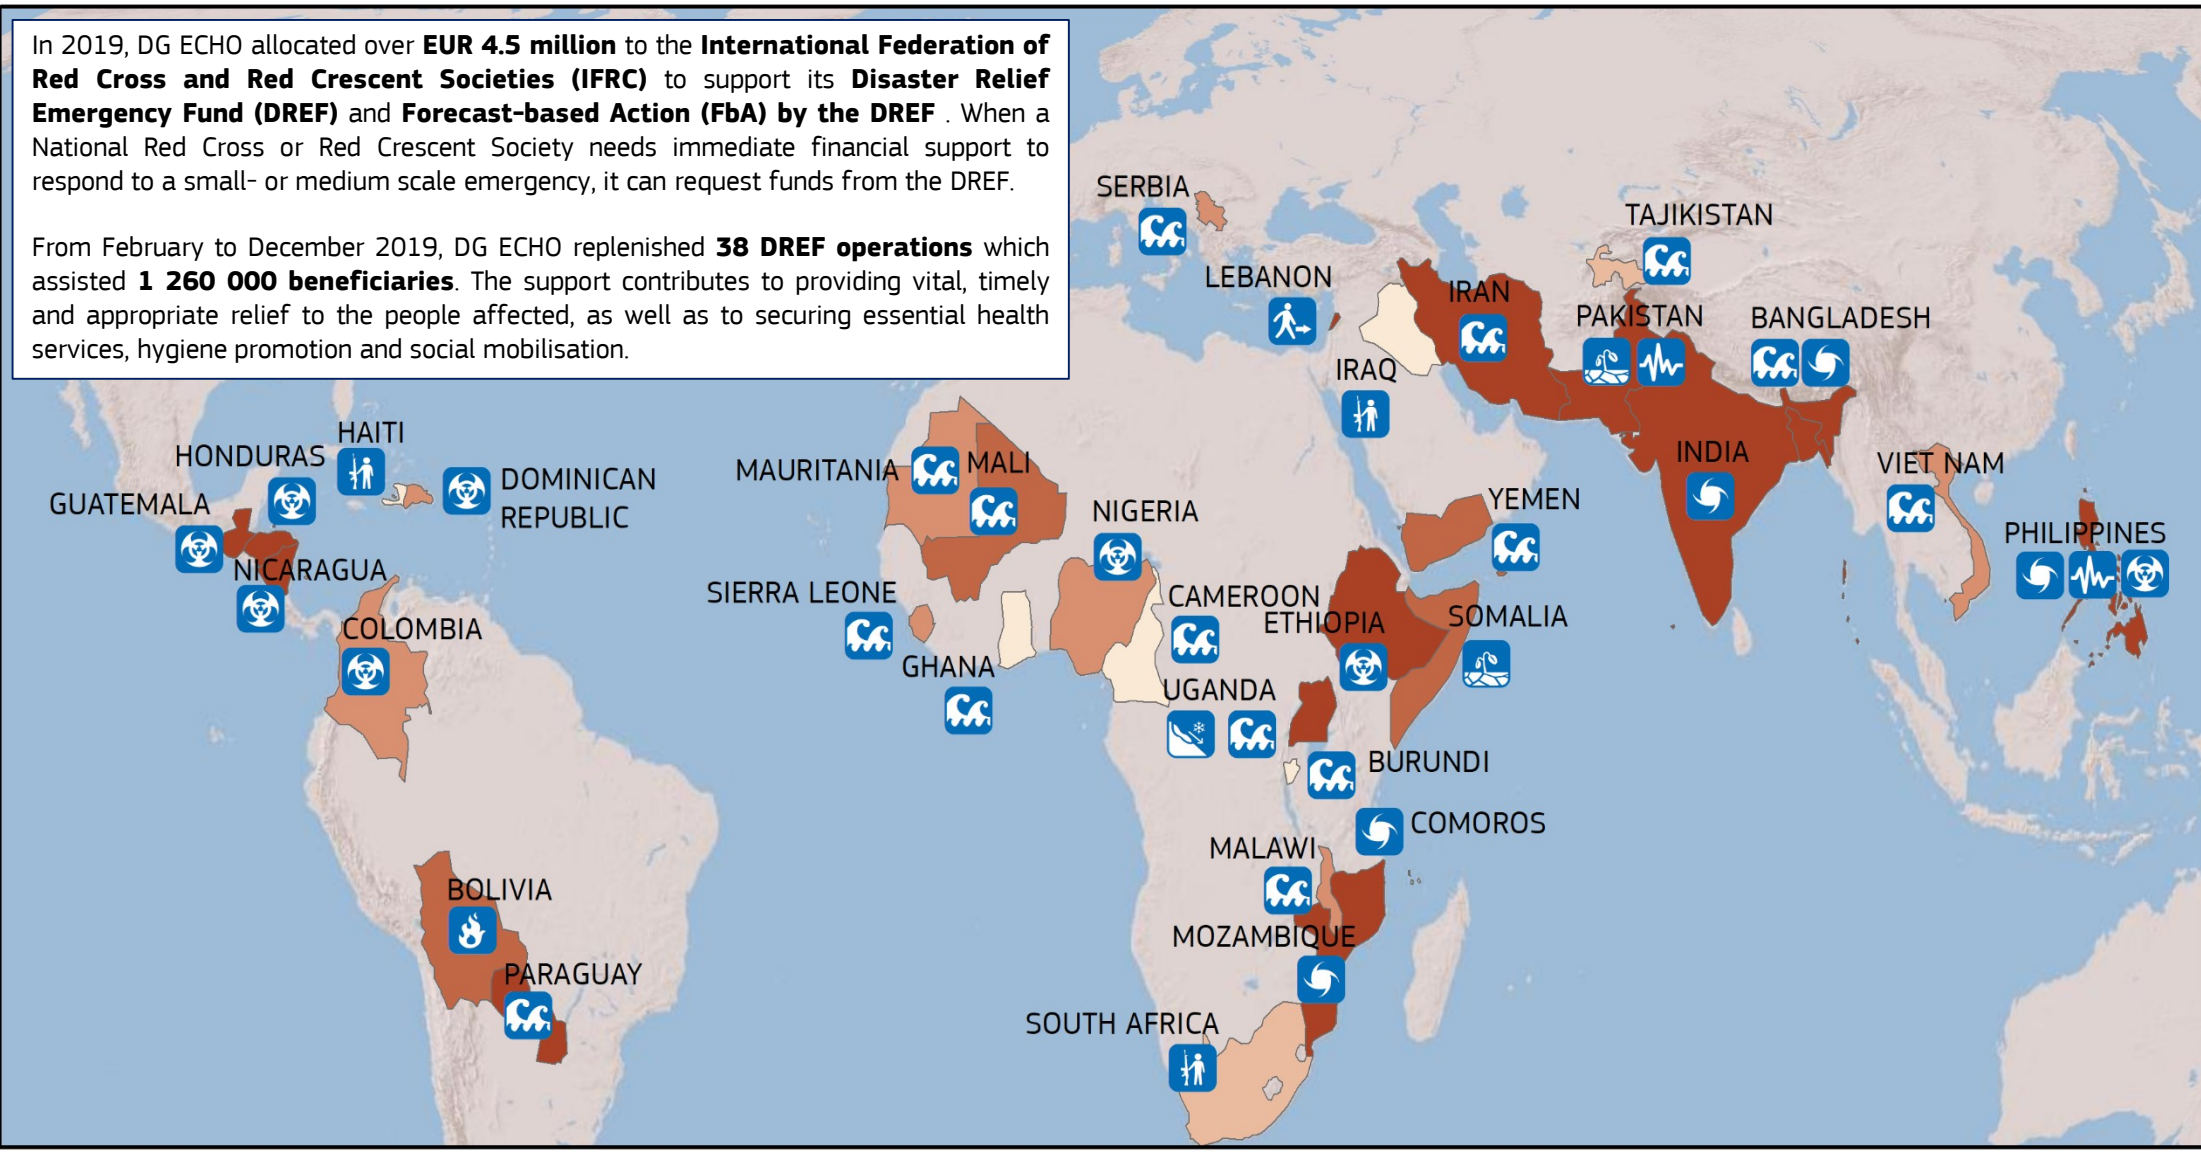 In 2019, DG ECHO allocated over EUR 4.5 million to the International Federation of
Red Cross and Red Crescent Societies (IFRC) to support its Disaster Relief
Emergency Fund (DREF) and Forecast-based Action (FbA) by the DREF . When a
National Red Cross or Red Crescent Society needs immediate financial support to
respond to a small- or medium scale emergency, it can request funds from the DREF.
From February to December 2019, DG ECHO replenished 38 DREF operations which
assisted 1 260 000 beneficiaries. The support contributes to providing vital, timely
and appropriate relief to the people affected, as well as to securing essential health
services, hygiene promotion and social mobilisation.
SERBIA
TAJIKISTAN
LEBANON
IRAN
PAKISTAN
BANGLADESH
IRAQ
HAITI
HONDURAS
DOMINICAN
REPUBLIC
GUATEMALA
NICARAGUA
COLOMBIA
MAURITANIA
MALI
NIGERIA
INDIA
VIET NAM
YEMEN
PHILIPPINES
SIERRA LEONE
CAMEROON
ETHIOPIA
SOMALIA
GHANA
UGANDA
BURUNDI
COMOROS
MALAWI
BOLIVIA
MOZAMBIQUE
PARAGUAY
SOUTH AFRICA